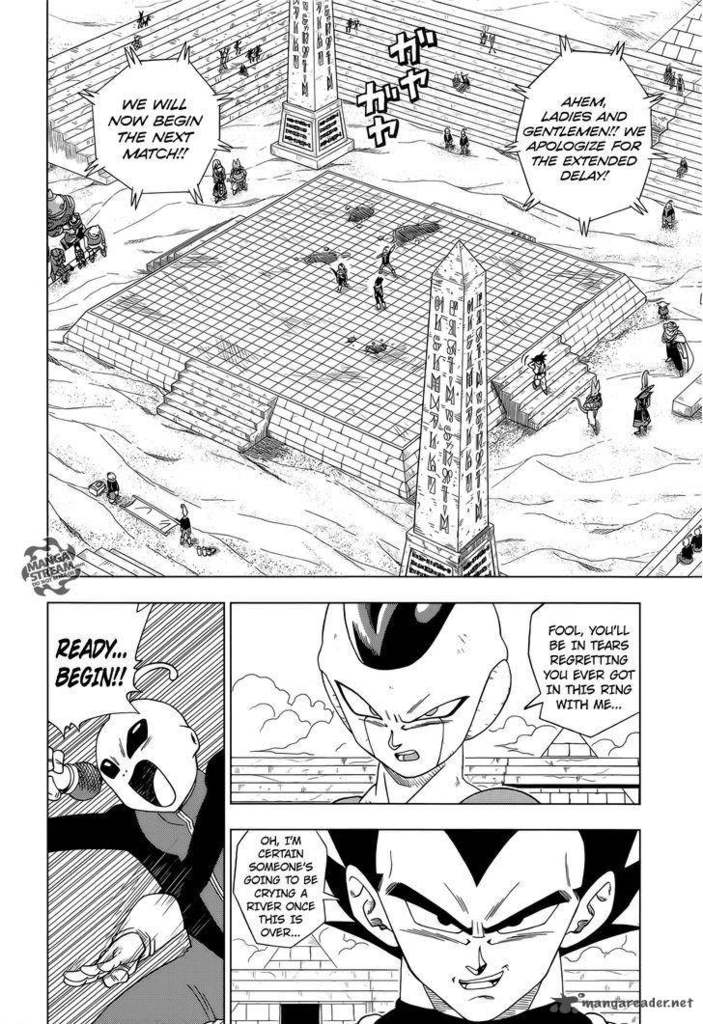 AHEM,
LADIES AND
GENTLEMEN!! WE
APOLOGIZE FOR
THE EXTENDED
DELAY!
WE WILL
NOW BEGIN
THE NEXT
MATCH!!
ガヤ
ガヤ
MANGA
STREAM
READY...
BEGIN!!
FOOL, YOU'LL
BE IN TEARS
REGRETTING
YOU EVER GOT
IN THIS RING
WITH ME...
OH, I'M
CERTAIN
SOMEONE'S
GOING TO BE
CRYING A
RIVER ONCE
THIS IS
OVER...
mangareader.net